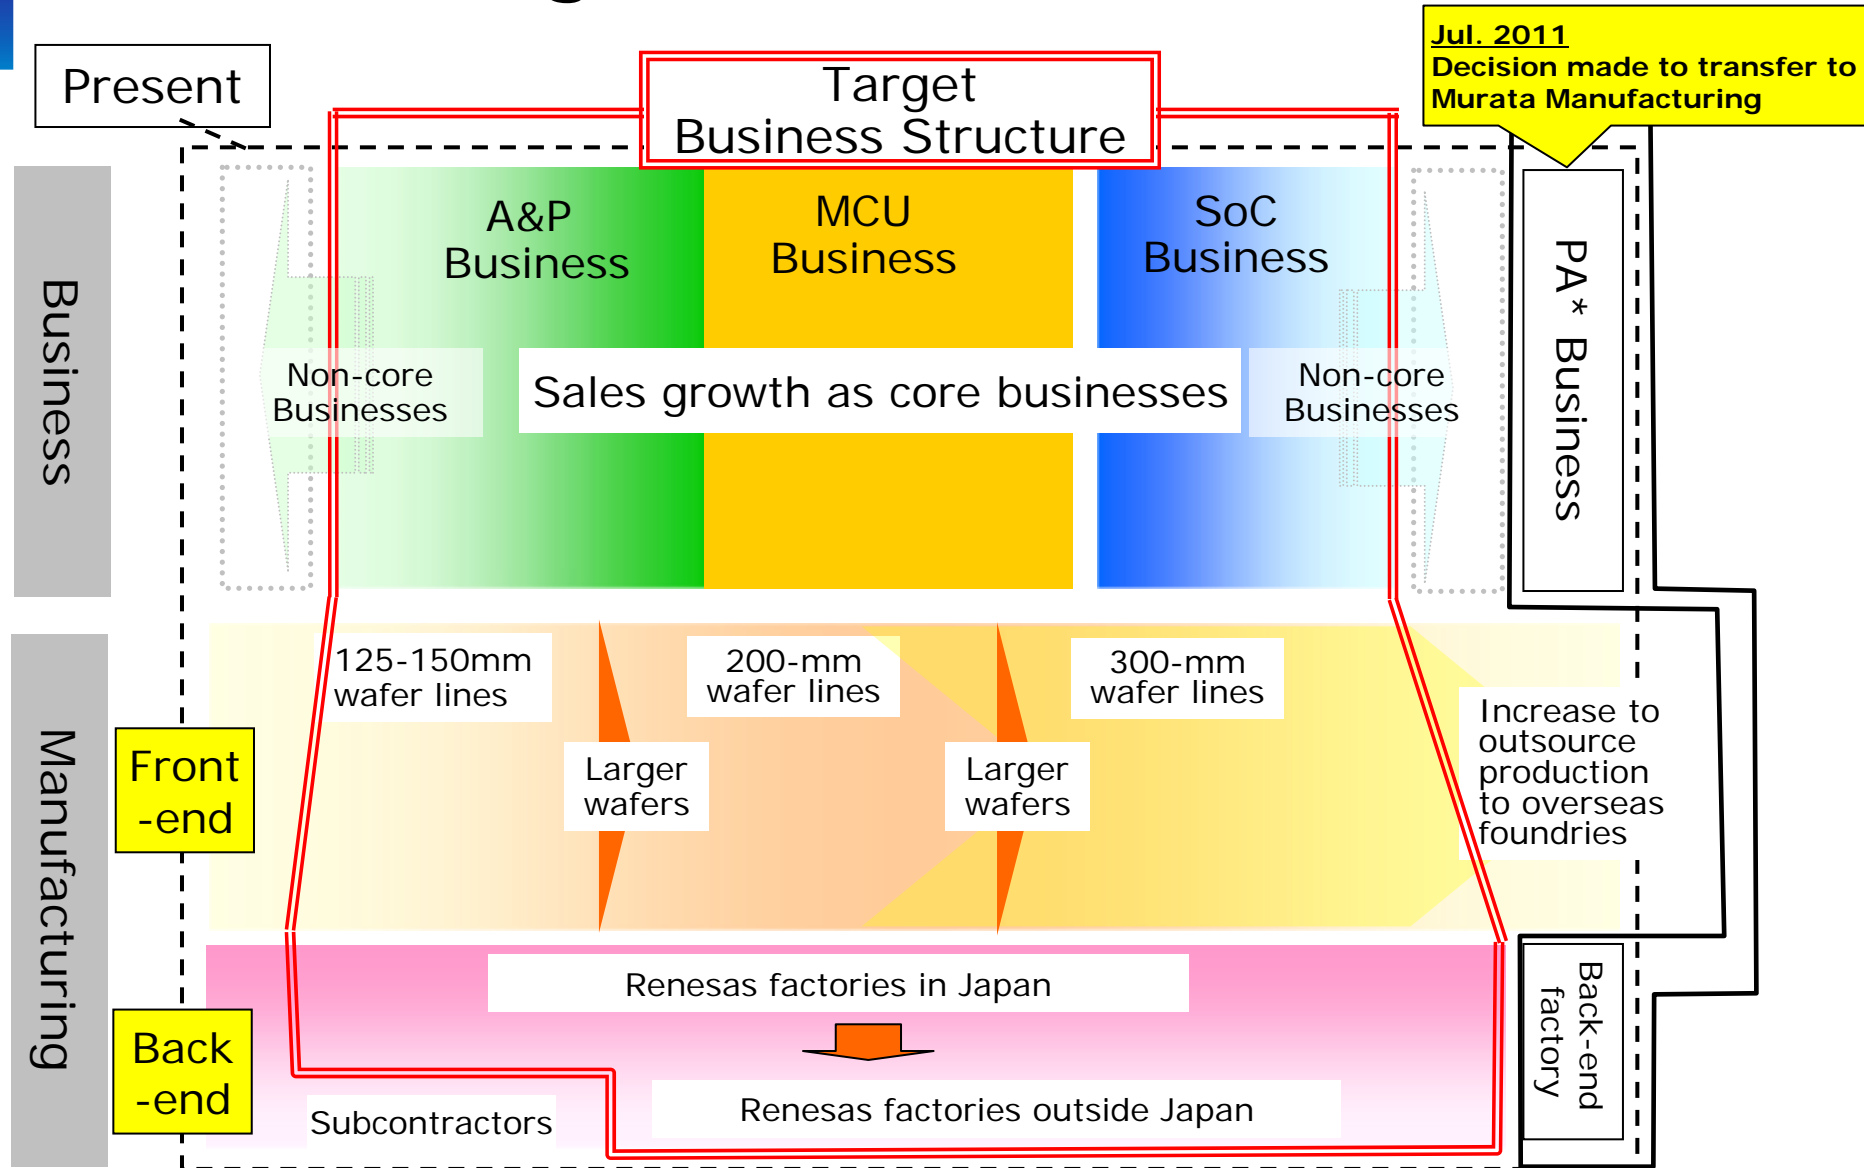 Present
Target
Business Structure
Jul. 2011
Decision made to transfer to
Murata Manufacturing
Business
A&P
Business
MCU
Business
SoC
Business
PA* Business
Non-core
Businesses
Sales growth as core businesses
Non-core
Businesses
Manufacturing
Front
-end
125-150mm
wafer lines
200-mm
wafer lines
300-mm
wafer lines
Larger
wafers
Larger
wafers
Increase to
outsource
production
to overseas
foundries
Back
-end
Renesas factories in Japan
Subcontractors
Renesas factories outside Japan
Back-end
factory